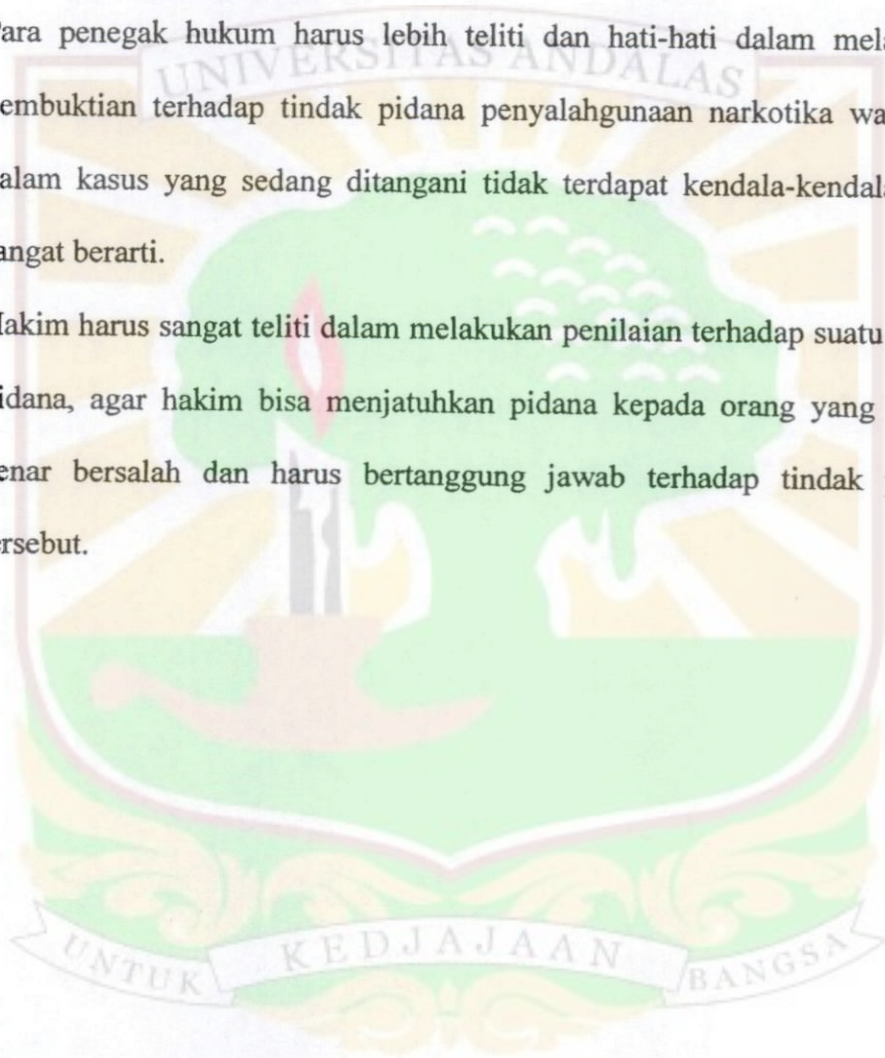 ara penegak hukum harus lebih teliti dan hati-hati dalam mela
UNIVERSITAS ANDALAS
embuktian terhadap tindak pidana penyalahgunaan narkotika wa
alam kasus yang sedang ditangani tidak terdapat kendala-kendala
angat berarti.
Hakim harus sangat teliti dalam melakukan penilaian terhadap suatu
idana, agar hakim bisa menjatuhkan pidana kepada orang yang
enar bersalah dan harus bertanggung jawab terhadap tindak
ersebut.
UNTUK KEDJAJAAN BANGSA